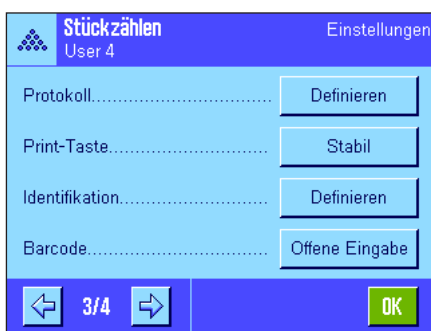 Stückzählen Einstellungen
User 4
Protokoll................................ Definieren
Print-Taste............................. Stabil
Identifikation........................... Definieren
Barcode.................................. Offene Eingabe
3/4 OK